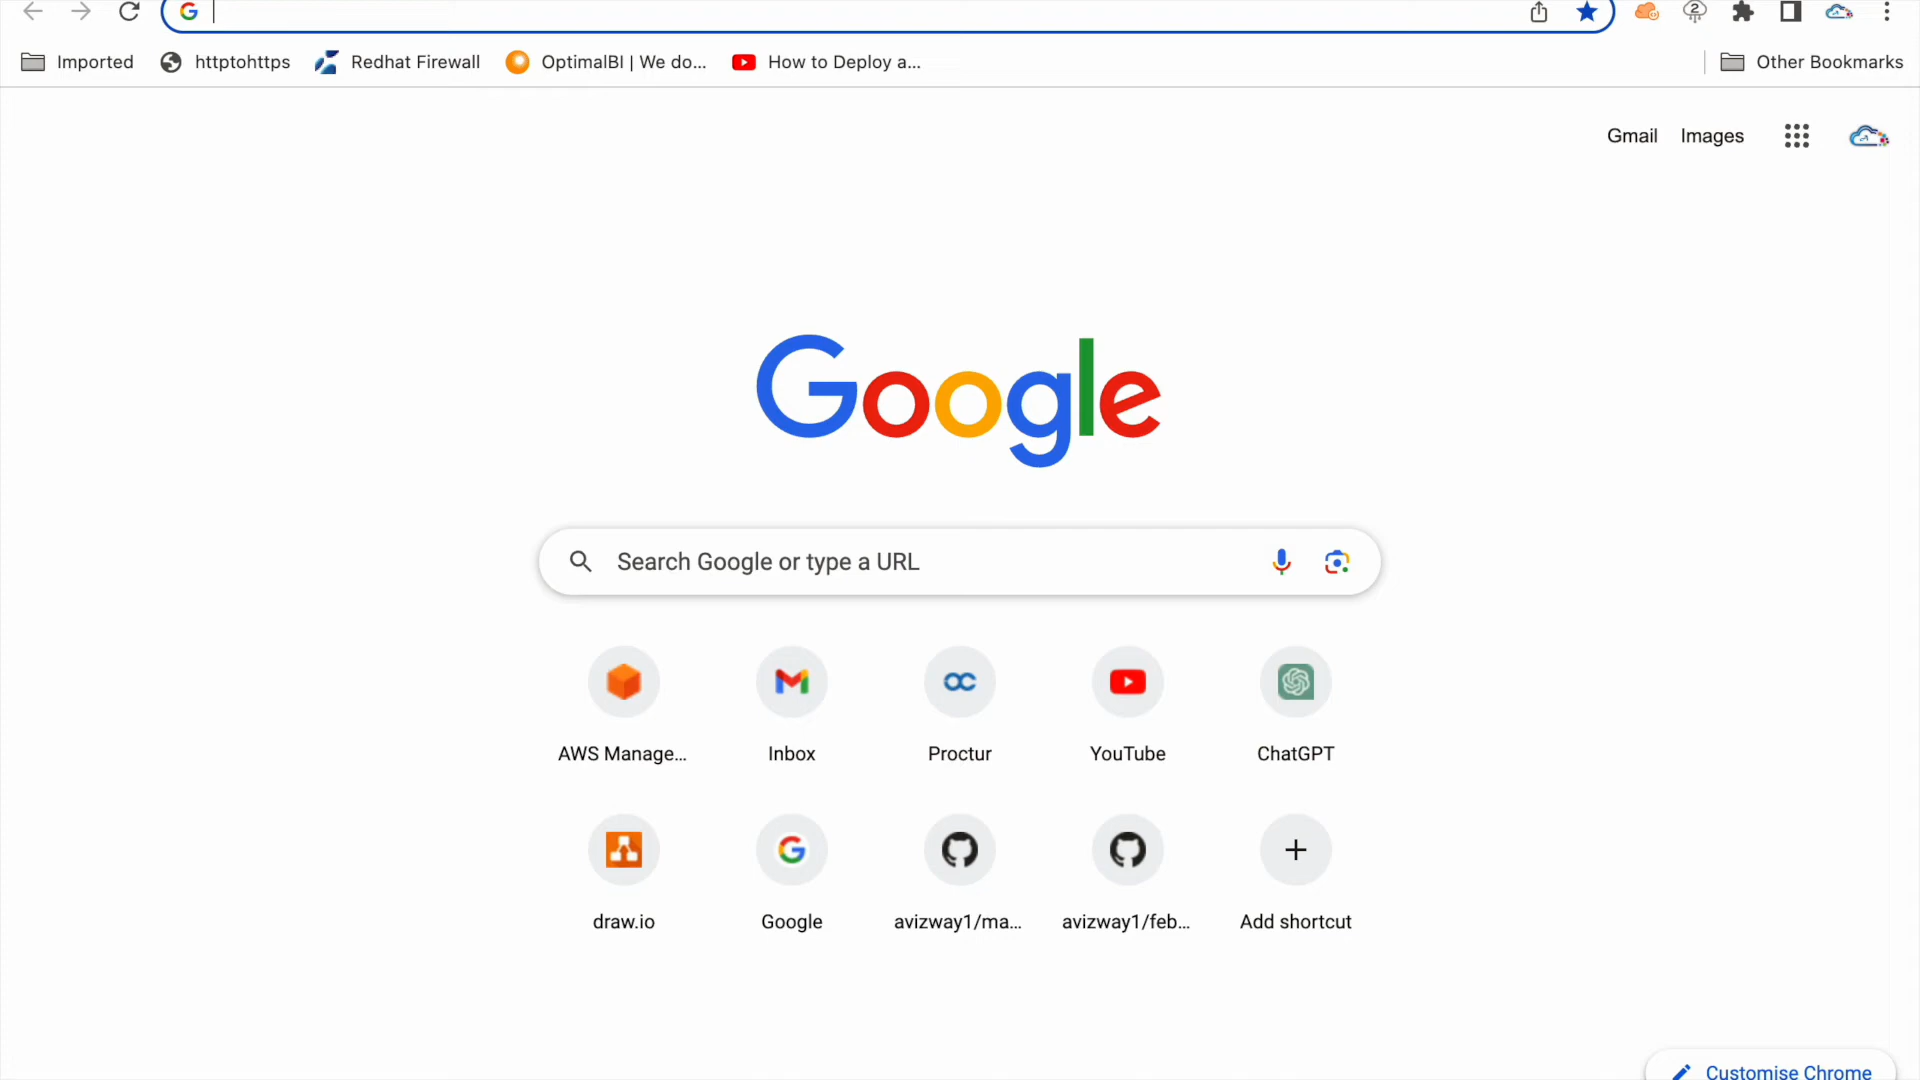 Imported httptohttps Redhat Firewall OptimalBI | We do... How to Deploy a... Other Bookmarks
Gmail Images
Google
Search Google or type a URL
AWS Manage... Inbox Proctur YouTube ChatGPT
draw.io Google avizway1/ma... avizway1/feb... Add shortcut
Customise Chrome